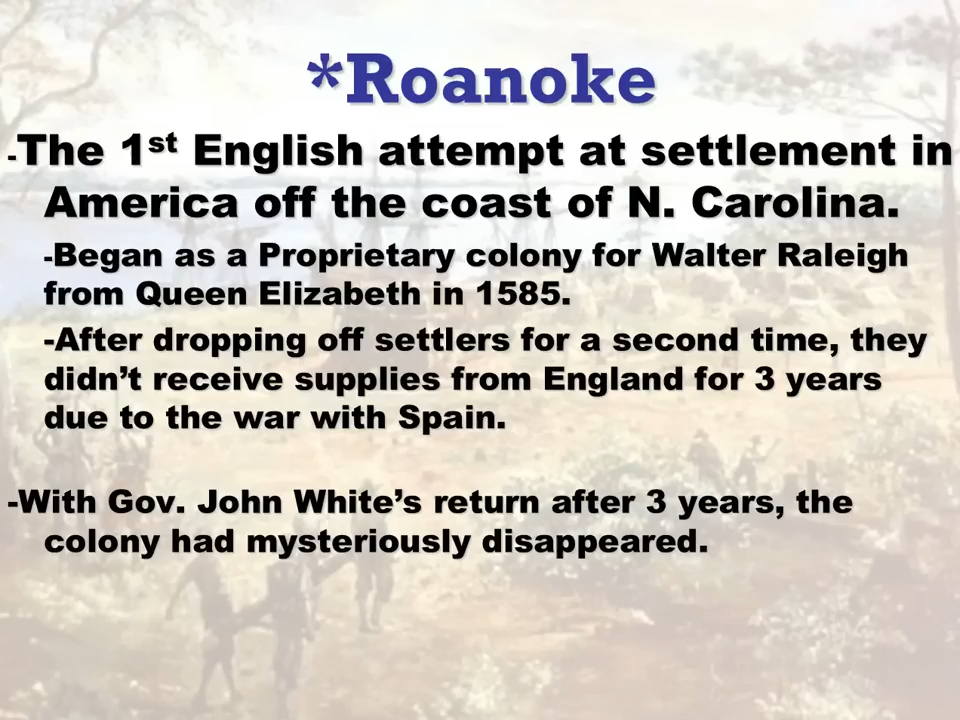 *Roanoke
-The 1st English attempt at settlement in
America off the coast of N. Carolina.
-Began as a Proprietary colony for Walter Raleigh
from Queen Elizabeth in 1585.
-After dropping off settlers for a second time, they
didn’t receive supplies from England for 3 years
due to the war with Spain.
-With Gov. John White’s return after 3 years, the
colony had mysteriously disappeared.